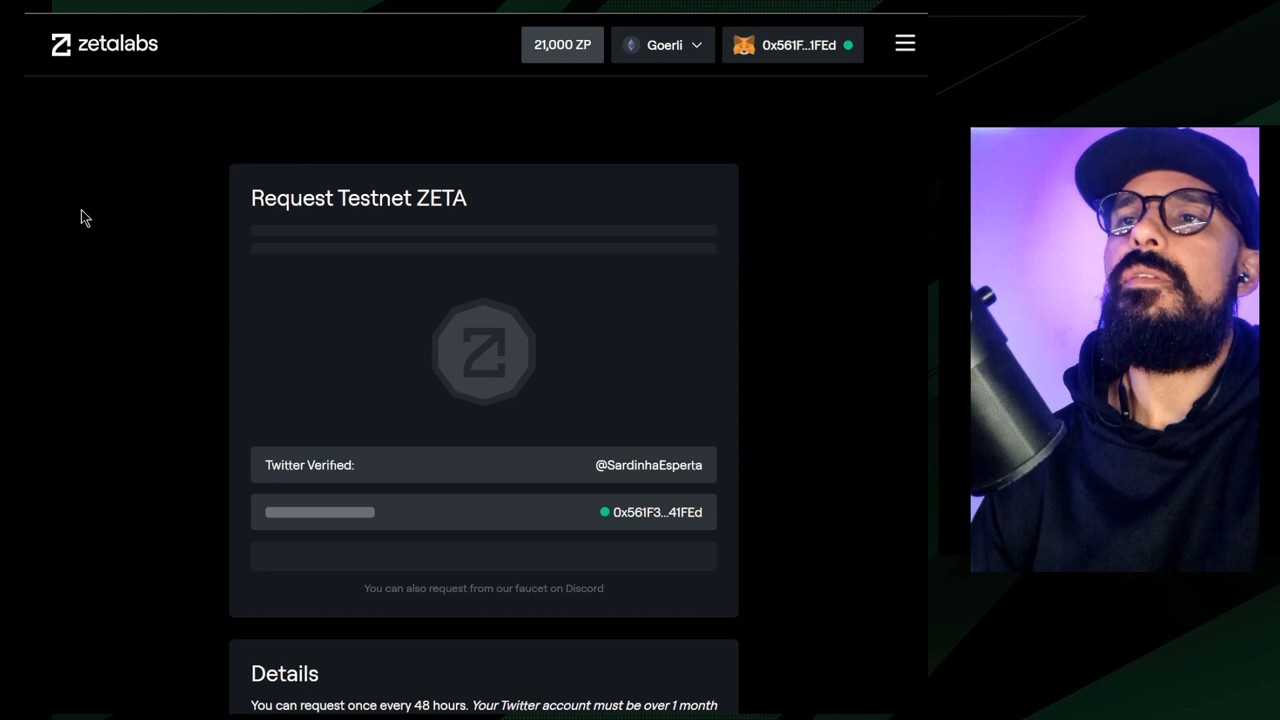 zetalabs
21,000 ZP
Goerli
0x561F...1FEd
Request Testnet ZETA
Twitter Verified:
@SardinhaEsperta
0x561F3...41FEd
You can also request from our faucet on Discord
Details
You can request once every 48 hours. Your Twitter account must be over 1 month